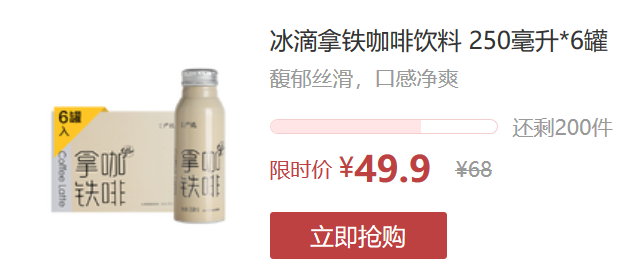 冰滴拿铁咖啡饮料 250毫升*6罐
馥郁丝滑，口感净爽
还剩200件
限时价 ¥49.9 ¥68
立即抢购
6罐
入
Coffee Latte
拿咖
铁啡
拿咖
铁啡